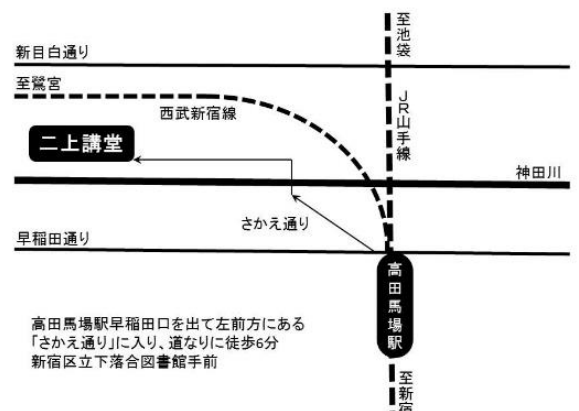 至池袋
新目白通り
至鷺宮
JR山手線
西武新宿線
二上講堂
神田川
さかえ通り
早稲田通り
高田馬場駅
高田馬場駅早稲田口を出て左前方にある
「さかえ通り」に入り、道なりに徒歩6分
新宿区立下落合図書館手前
至新宿